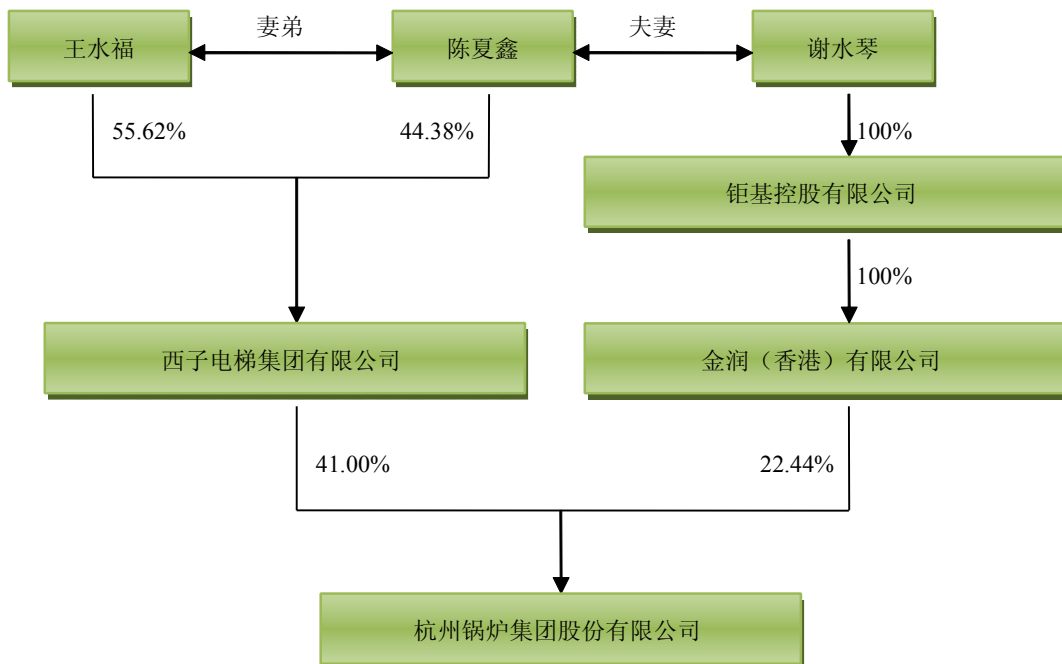 妻弟
夫妻
王水福
陈夏鑫
谢水琴
55.62%
44.38%
100%
钜基控股有限公司
100%
西子电梯集团有限公司
金润（香港）有限公司
41.00%
22.44%
杭州锅炉集团股份有限公司